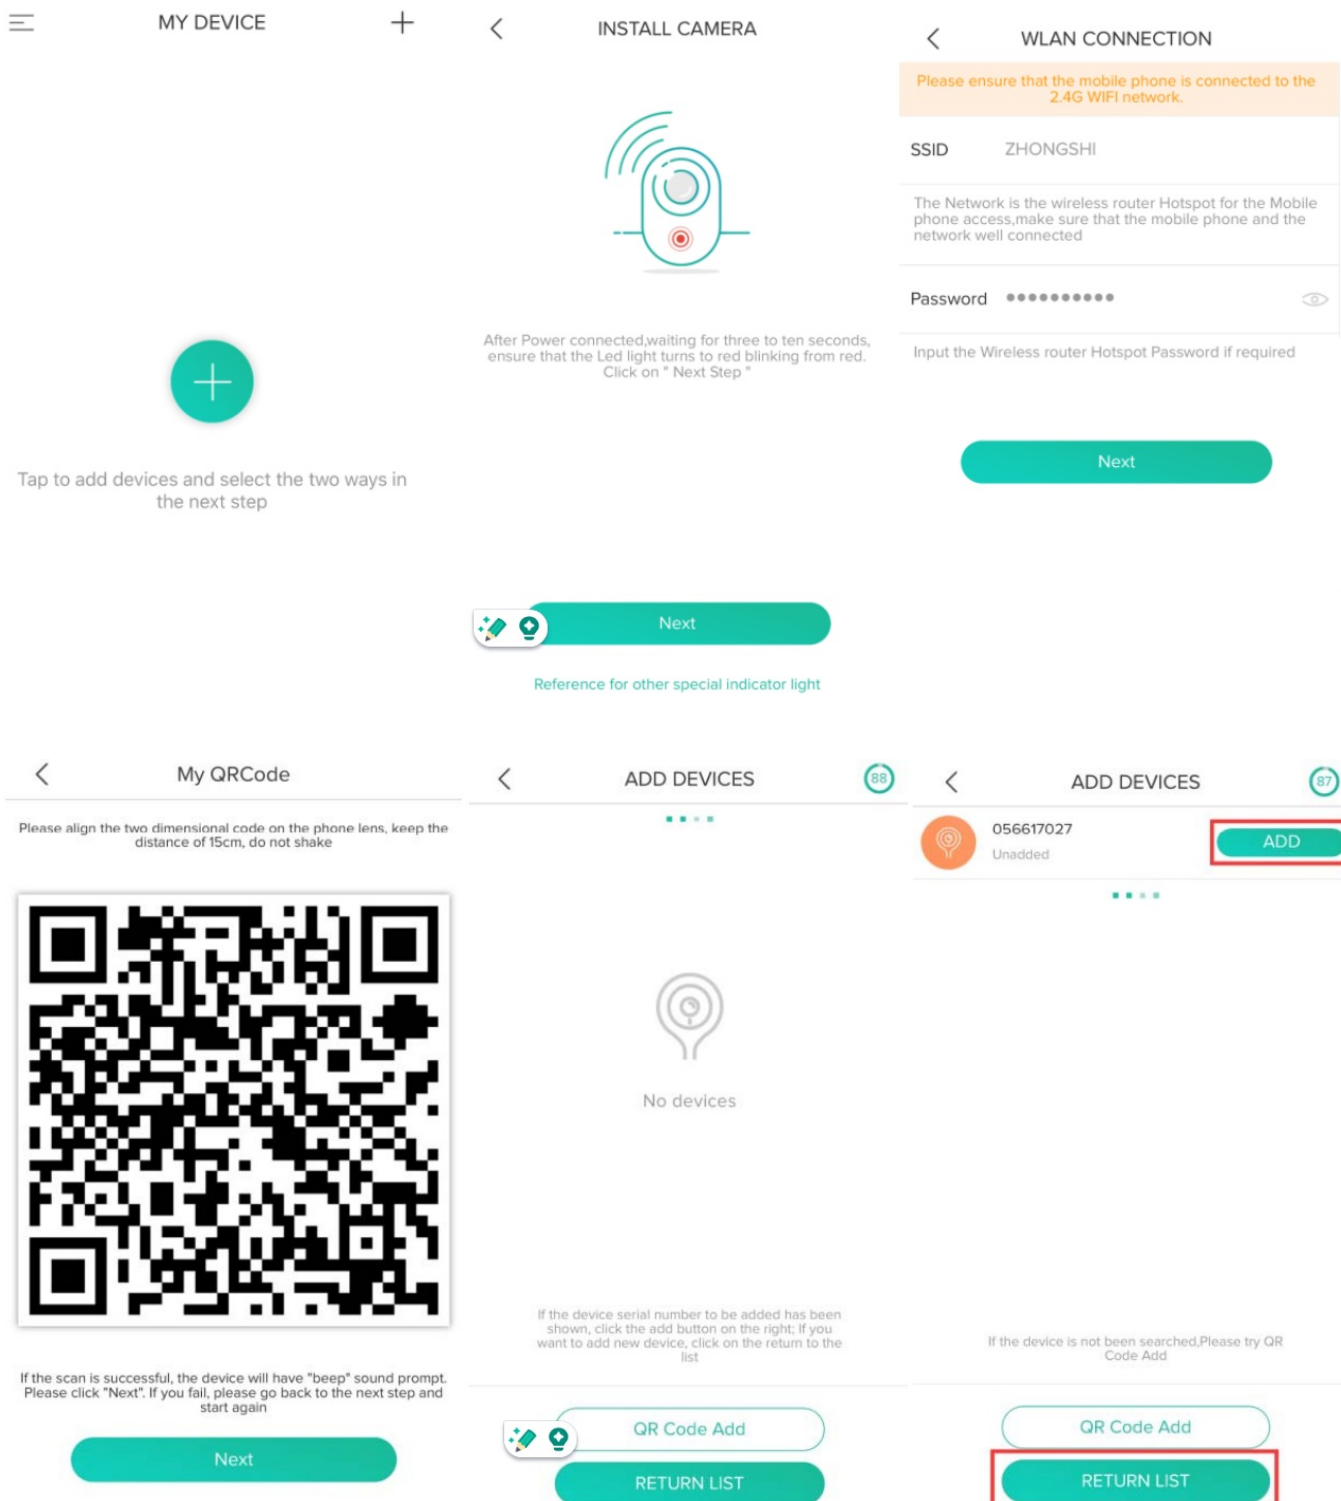 MY DEVICE
Tap to add devices and select the two ways in
the next step
INSTALL CAMERA
After Power connected,waiting for three to ten seconds,
ensure that the Led light turns to red blinking from red.
Click on " Next Step "
Next
Reference for other special indicator light
WLAN CONNECTION
Please ensure that the mobile phone is connected to the
2.4G WIFI network.
SSID ZHONGSHI
The Network is the wireless router Hotspot for the Mobile
phone access,make sure that the mobile phone and the
network well connected
Password ●●●●●●●●●●
Input the Wireless router Hotspot Password if required
Next
My QRCode
Please align the two dimensional code on the phone lens, keep the
distance of 15cm, do not shake
If the scan is successful, the device will have "beep" sound prompt.
Please click "Next". If you fail, please go back to the next step and
start again
Next
ADD DEVICES 88
No devices
If the device serial number to be added has been
shown, click the add button on the right; If you
want to add new device, click on the return to the
list
QR Code Add
RETURN LIST
ADD DEVICES 87
056617027
Unadded
ADD
If the device is not been searched,Please try QR
Code Add
QR Code Add
RETURN LIST